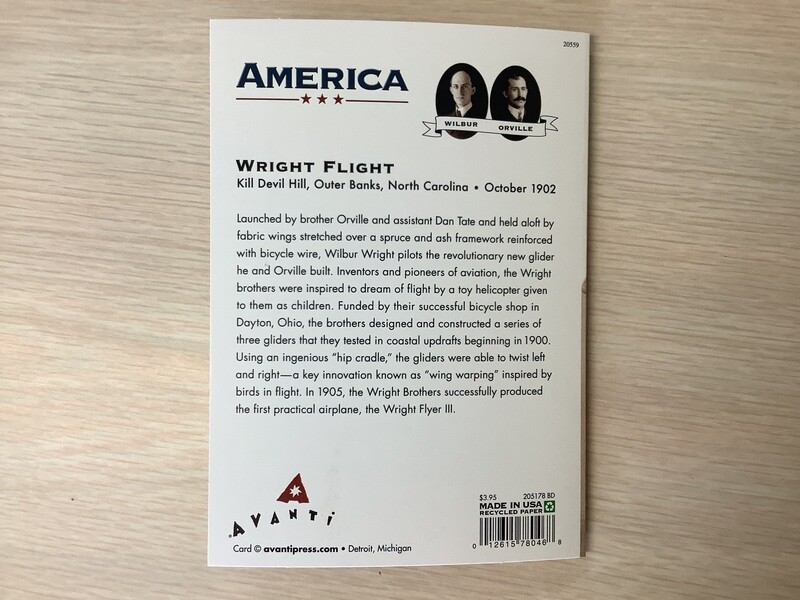 20559
AMERICA
WILBUR ORVILLE
WRIGHT FLIGHT
Kill Devil Hill, Outer Banks, North Carolina • October 1902
Launched by brother Orville and assistant Dan Tate and held aloft by
fabric wings stretched over a spruce and ash framework reinforced
with bicycle wire, Wilbur Wright pilots the revolutionary new glider
he and Orville built. Inventors and pioneers of aviation, the Wright
brothers were inspired to dream of flight by a toy helicopter given
to them as children. Funded by their successful bicycle shop in
Dayton, Ohio, the brothers designed and constructed a series of
three gliders that they tested in coastal updrafts beginning in 1900.
Using an ingenious “hip cradle,” the gliders were able to twist left
and right—a key innovation known as “wing warping” inspired by
birds in flight. In 1905, the Wright Brothers successfully produced
the first practical airplane, the Wright Flyer III.
AVANTi
Card © avantipress.com • Detroit, Michigan
$3.95 205178 BD
MADE IN USA
RECYCLED PAPER
0 12615 78046 8